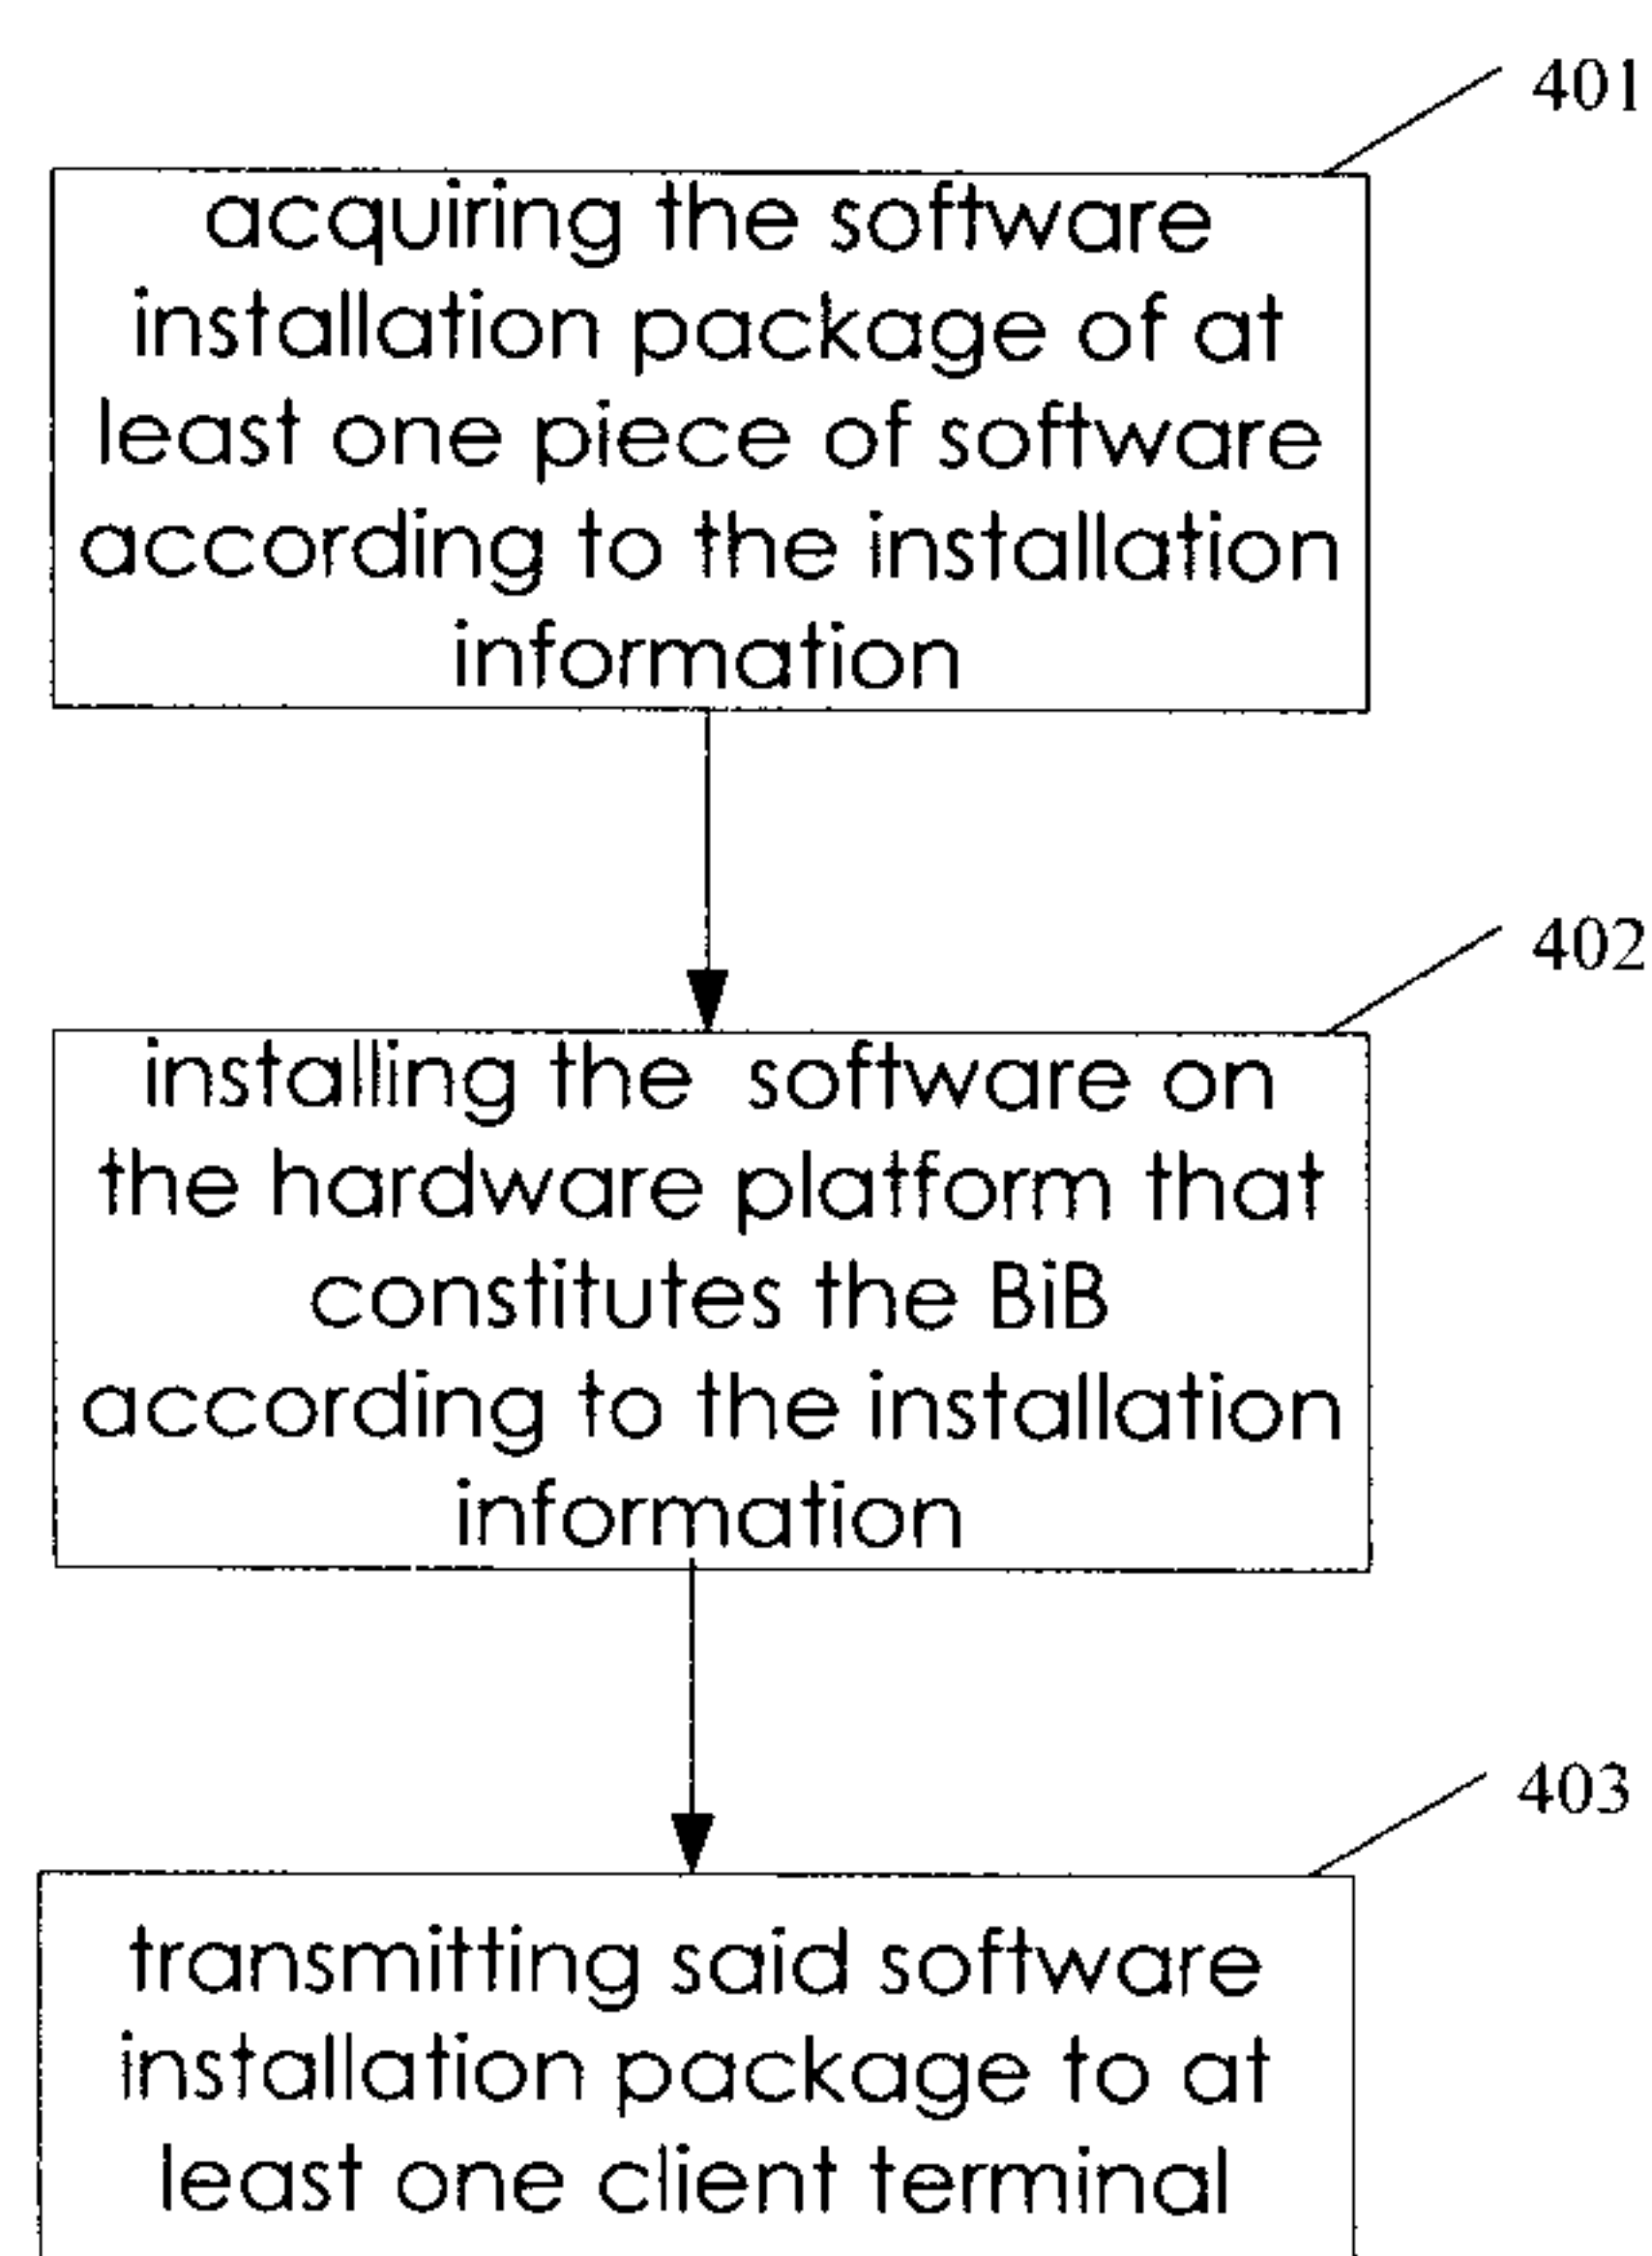 401
acquiring the software
installation package of at
least one piece of software
according to the installation
information
402
installing the software on
the hardware platform that
constitutes the BiB
according to the installation
information
403
transmitting said software
installation package to at
least one client terminal